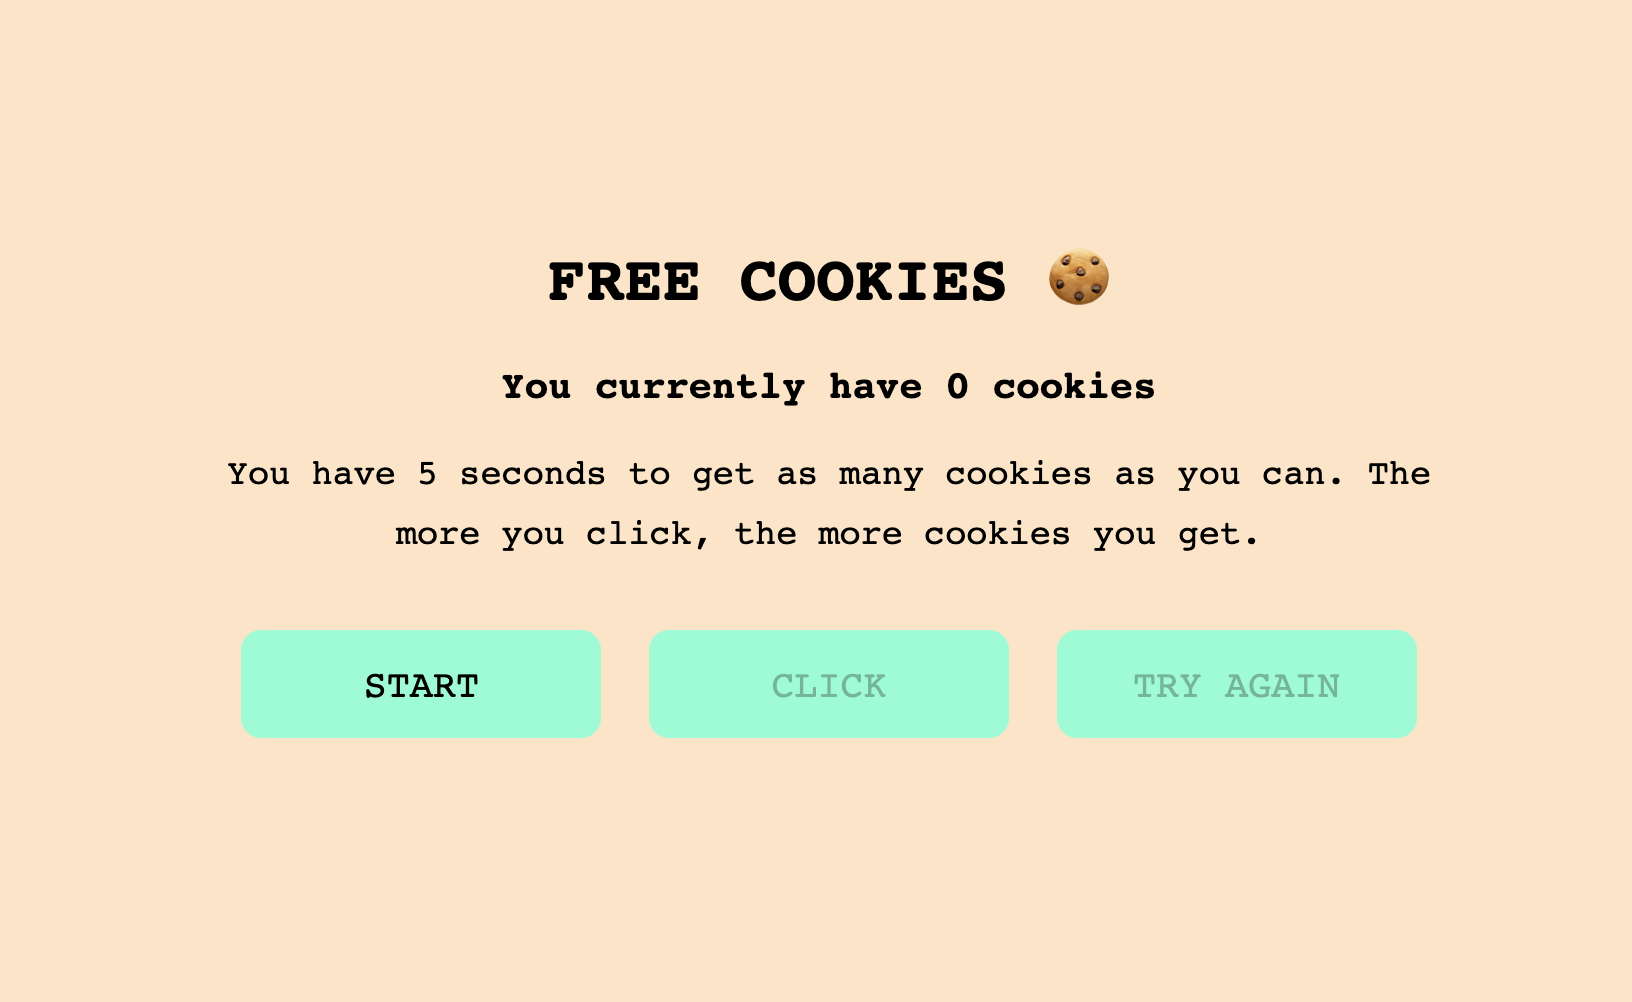 FREE COOKIES 🍪
You currently have 0 cookies
You have 5 seconds to get as many cookies as you can. The
more you click, the more cookies you get.
START
CLICK
TRY AGAIN